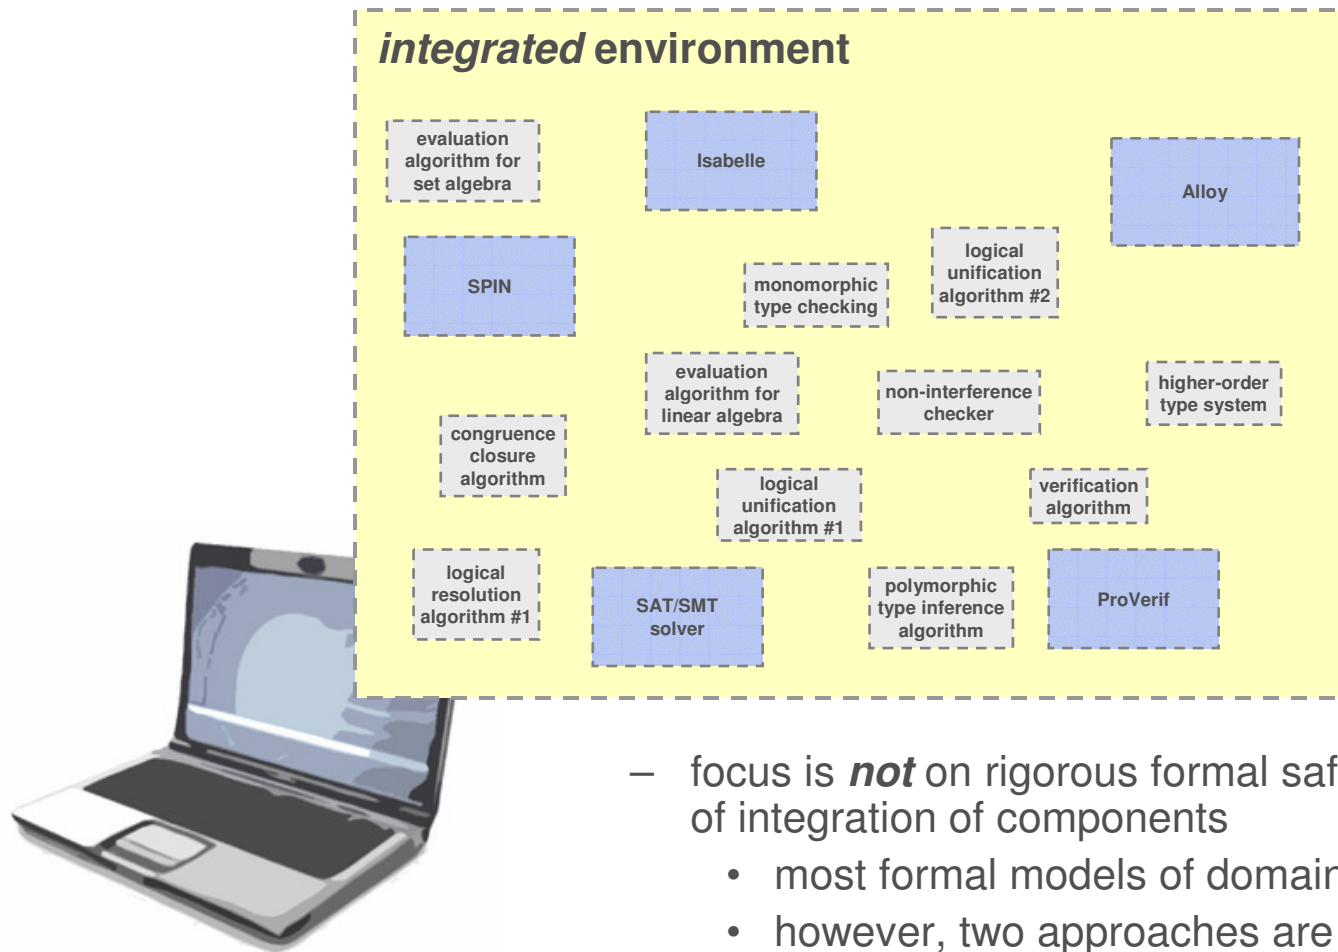 integrated environment
evaluation
algorithm for
set algebra
Isabelle
Alloy
SPIN
monomorphic
type checking
logical
unification
algorithm #2
evaluation
algorithm for
linear algebra
non-interference
checker
higher-order
type system
congruence
closure
algorithm
logical
unification
algorithm #1
verification
algorithm
logical
resolution
algorithm #1
SAT/SMT
solver
polymorphic
type inference
algorithm
ProVerif
– focus is not on rigorous formal saf
of integration of components
• most formal models of domain
• however, two approaches are